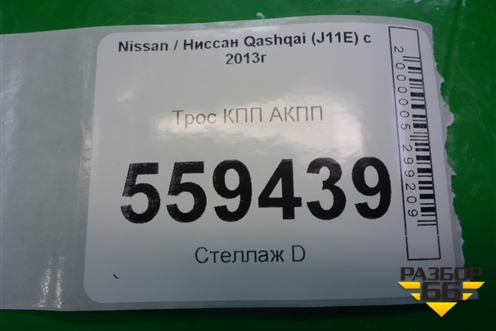 Nissan / Ниссан Qashqai (J11E) с
2013г
Трос КПП АКПП
559439
Стеллаж D
2000005299209
РАЗБОР
66